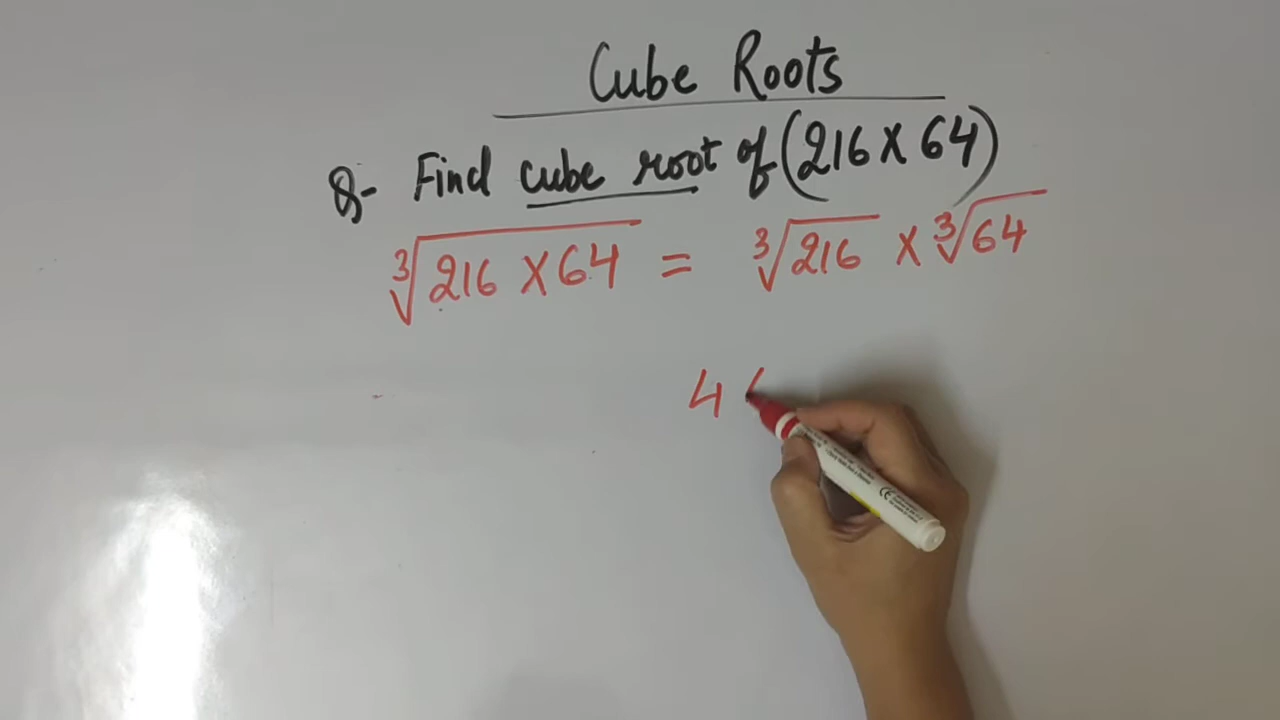 Cube Roots
Q- Find cube root of (216 X 64)
∛216 X 64 = ∛216 X ∛64
4